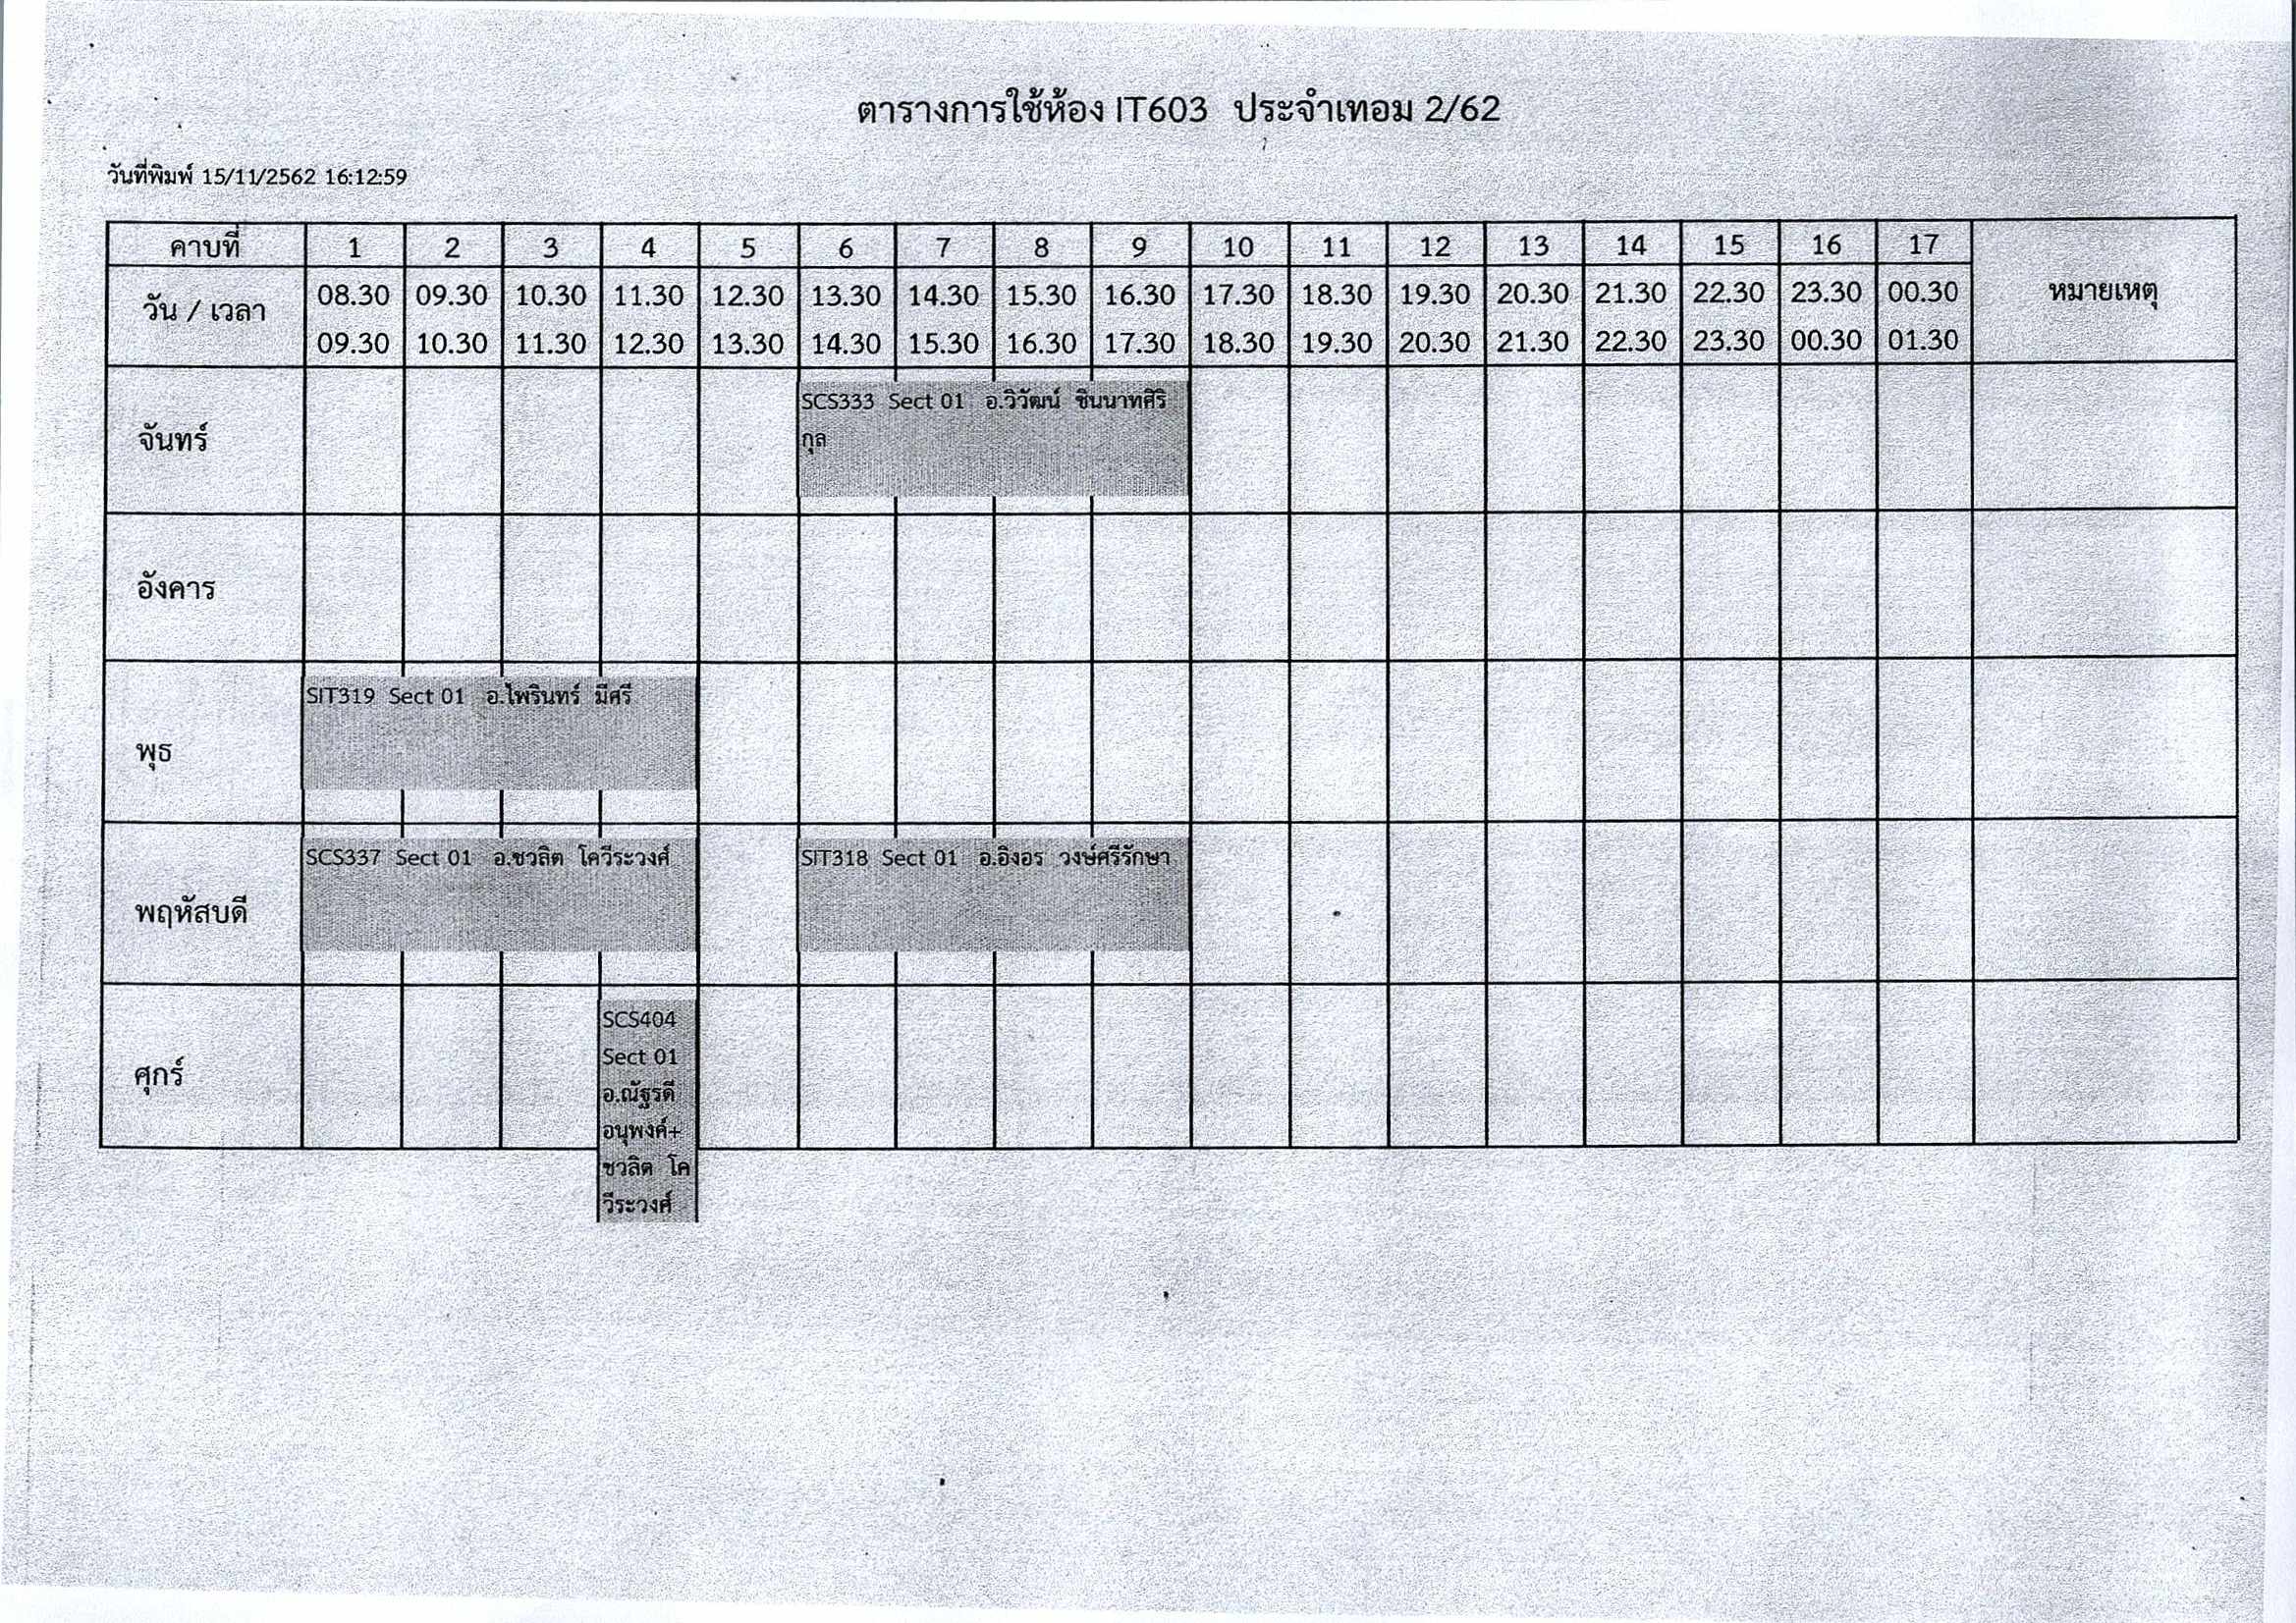 ตารางการใช้ห้อง IT603 ประจำเทอม 2/62
วันที่พิมพ์ 15/11/2562 16:12:59
คาบที่ 1 2 3 4 5 6 7 8 9 10 11 12 13 14 15 16 17
วัน / เวลา 08.30 09.30 10.30 11.30 12.30 13.30 14.30 15.30 16.30 17.30 18.30 19.30 20.30 21.30 22.30 23.30 00.30 หมายเหตุ
09.30 10.30 11.30 12.30 13.30 14.30 15.30 16.30 17.30 18.30 19.30 20.30 21.30 22.30 23.30 00.30 01.30
จันทร์
SCS333 Sect 01 อ.วิวัฒน์ ชินนาทศิริ
กุล
อังคาร
พุธ
SIT319 Sect 01 อ.ไพรินทร์ มีศรี
พฤหัสบดี
SCS337 Sect 01 อ.ชวลิต โควีระวงศ์
SIT318 Sect 01 อ.อิงอร วงษ์ศรีรักษา
ศุกร์
SCS404
Sect 01
อ.ณัฐรดี
อนุพงค์+
ชวลิต โค
วีระวงศ์